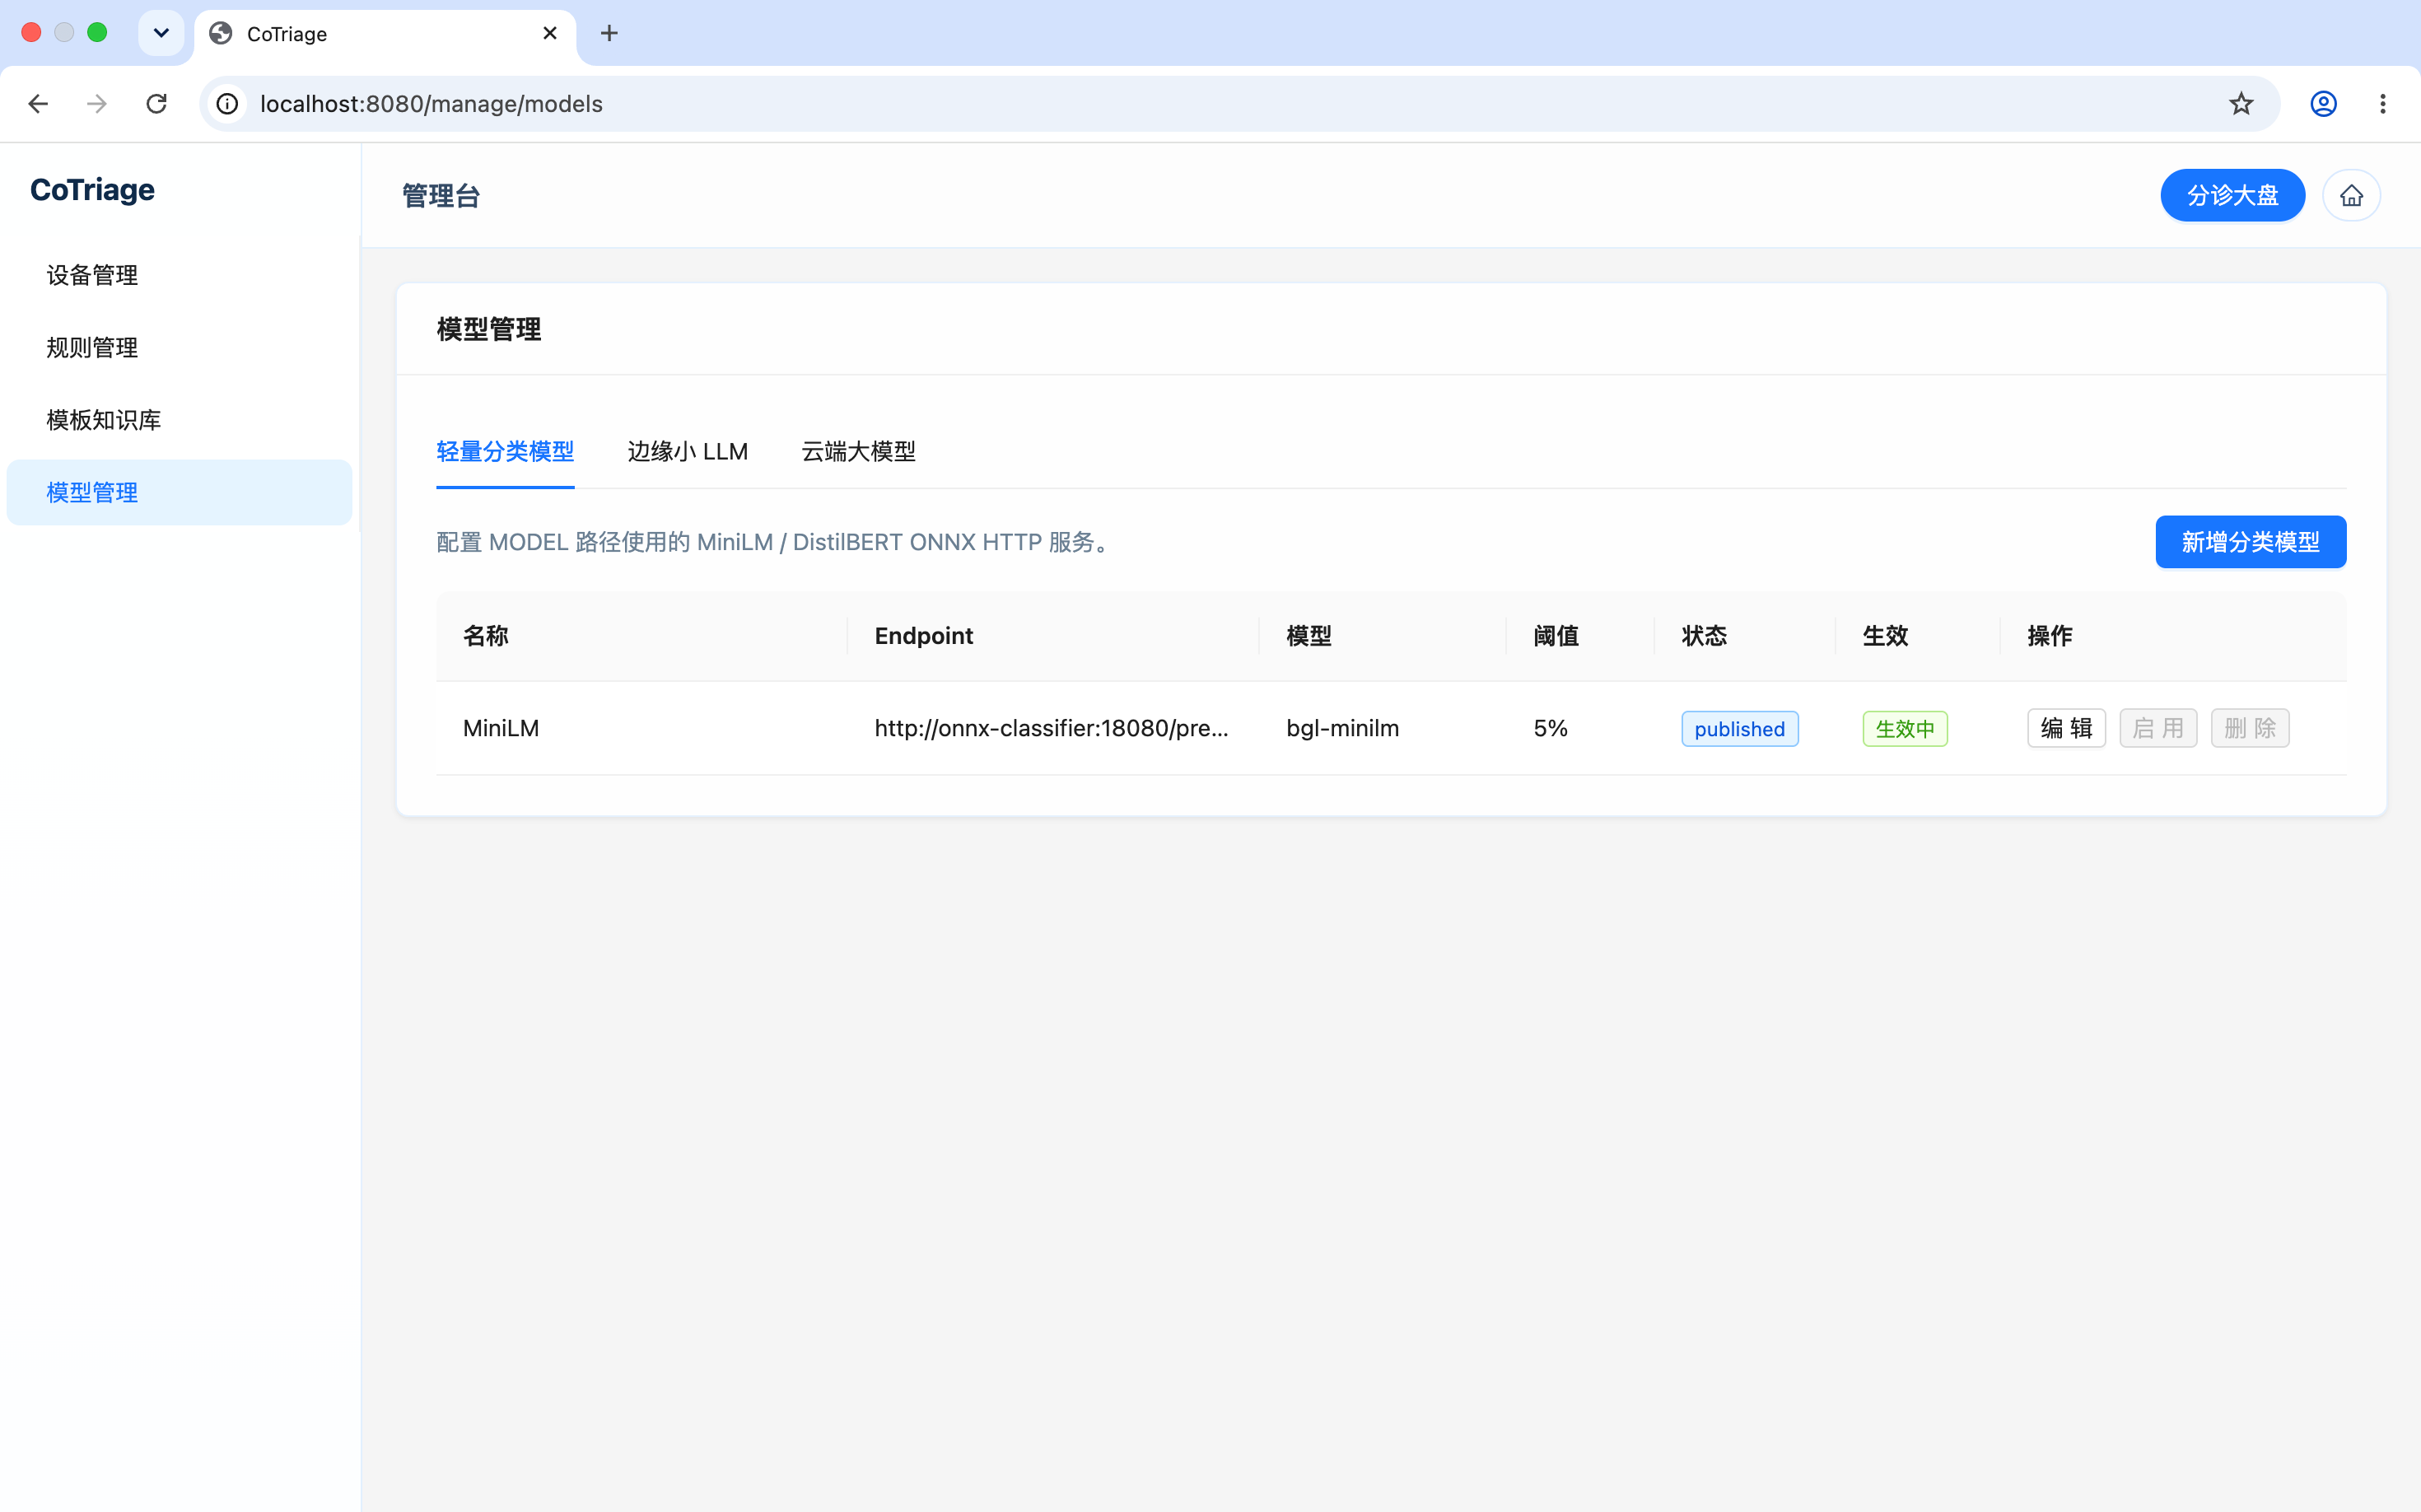 CoTriage
localhost:8080/manage/models
CoTriage
管理台
分诊大盘
设备管理
规则管理
模板知识库
模型管理
模型管理
轻量分类模型 边缘小 LLM 云端大模型
配置 MODEL 路径使用的 MiniLM / DistilBERT ONNX HTTP 服务。
新增分类模型
名称 Endpoint 模型 阈值 状态 生效 操作
MiniLM http://onnx-classifier:18080/pre... bgl-minilm 5% published 生效中 编 辑 启 用 删 除